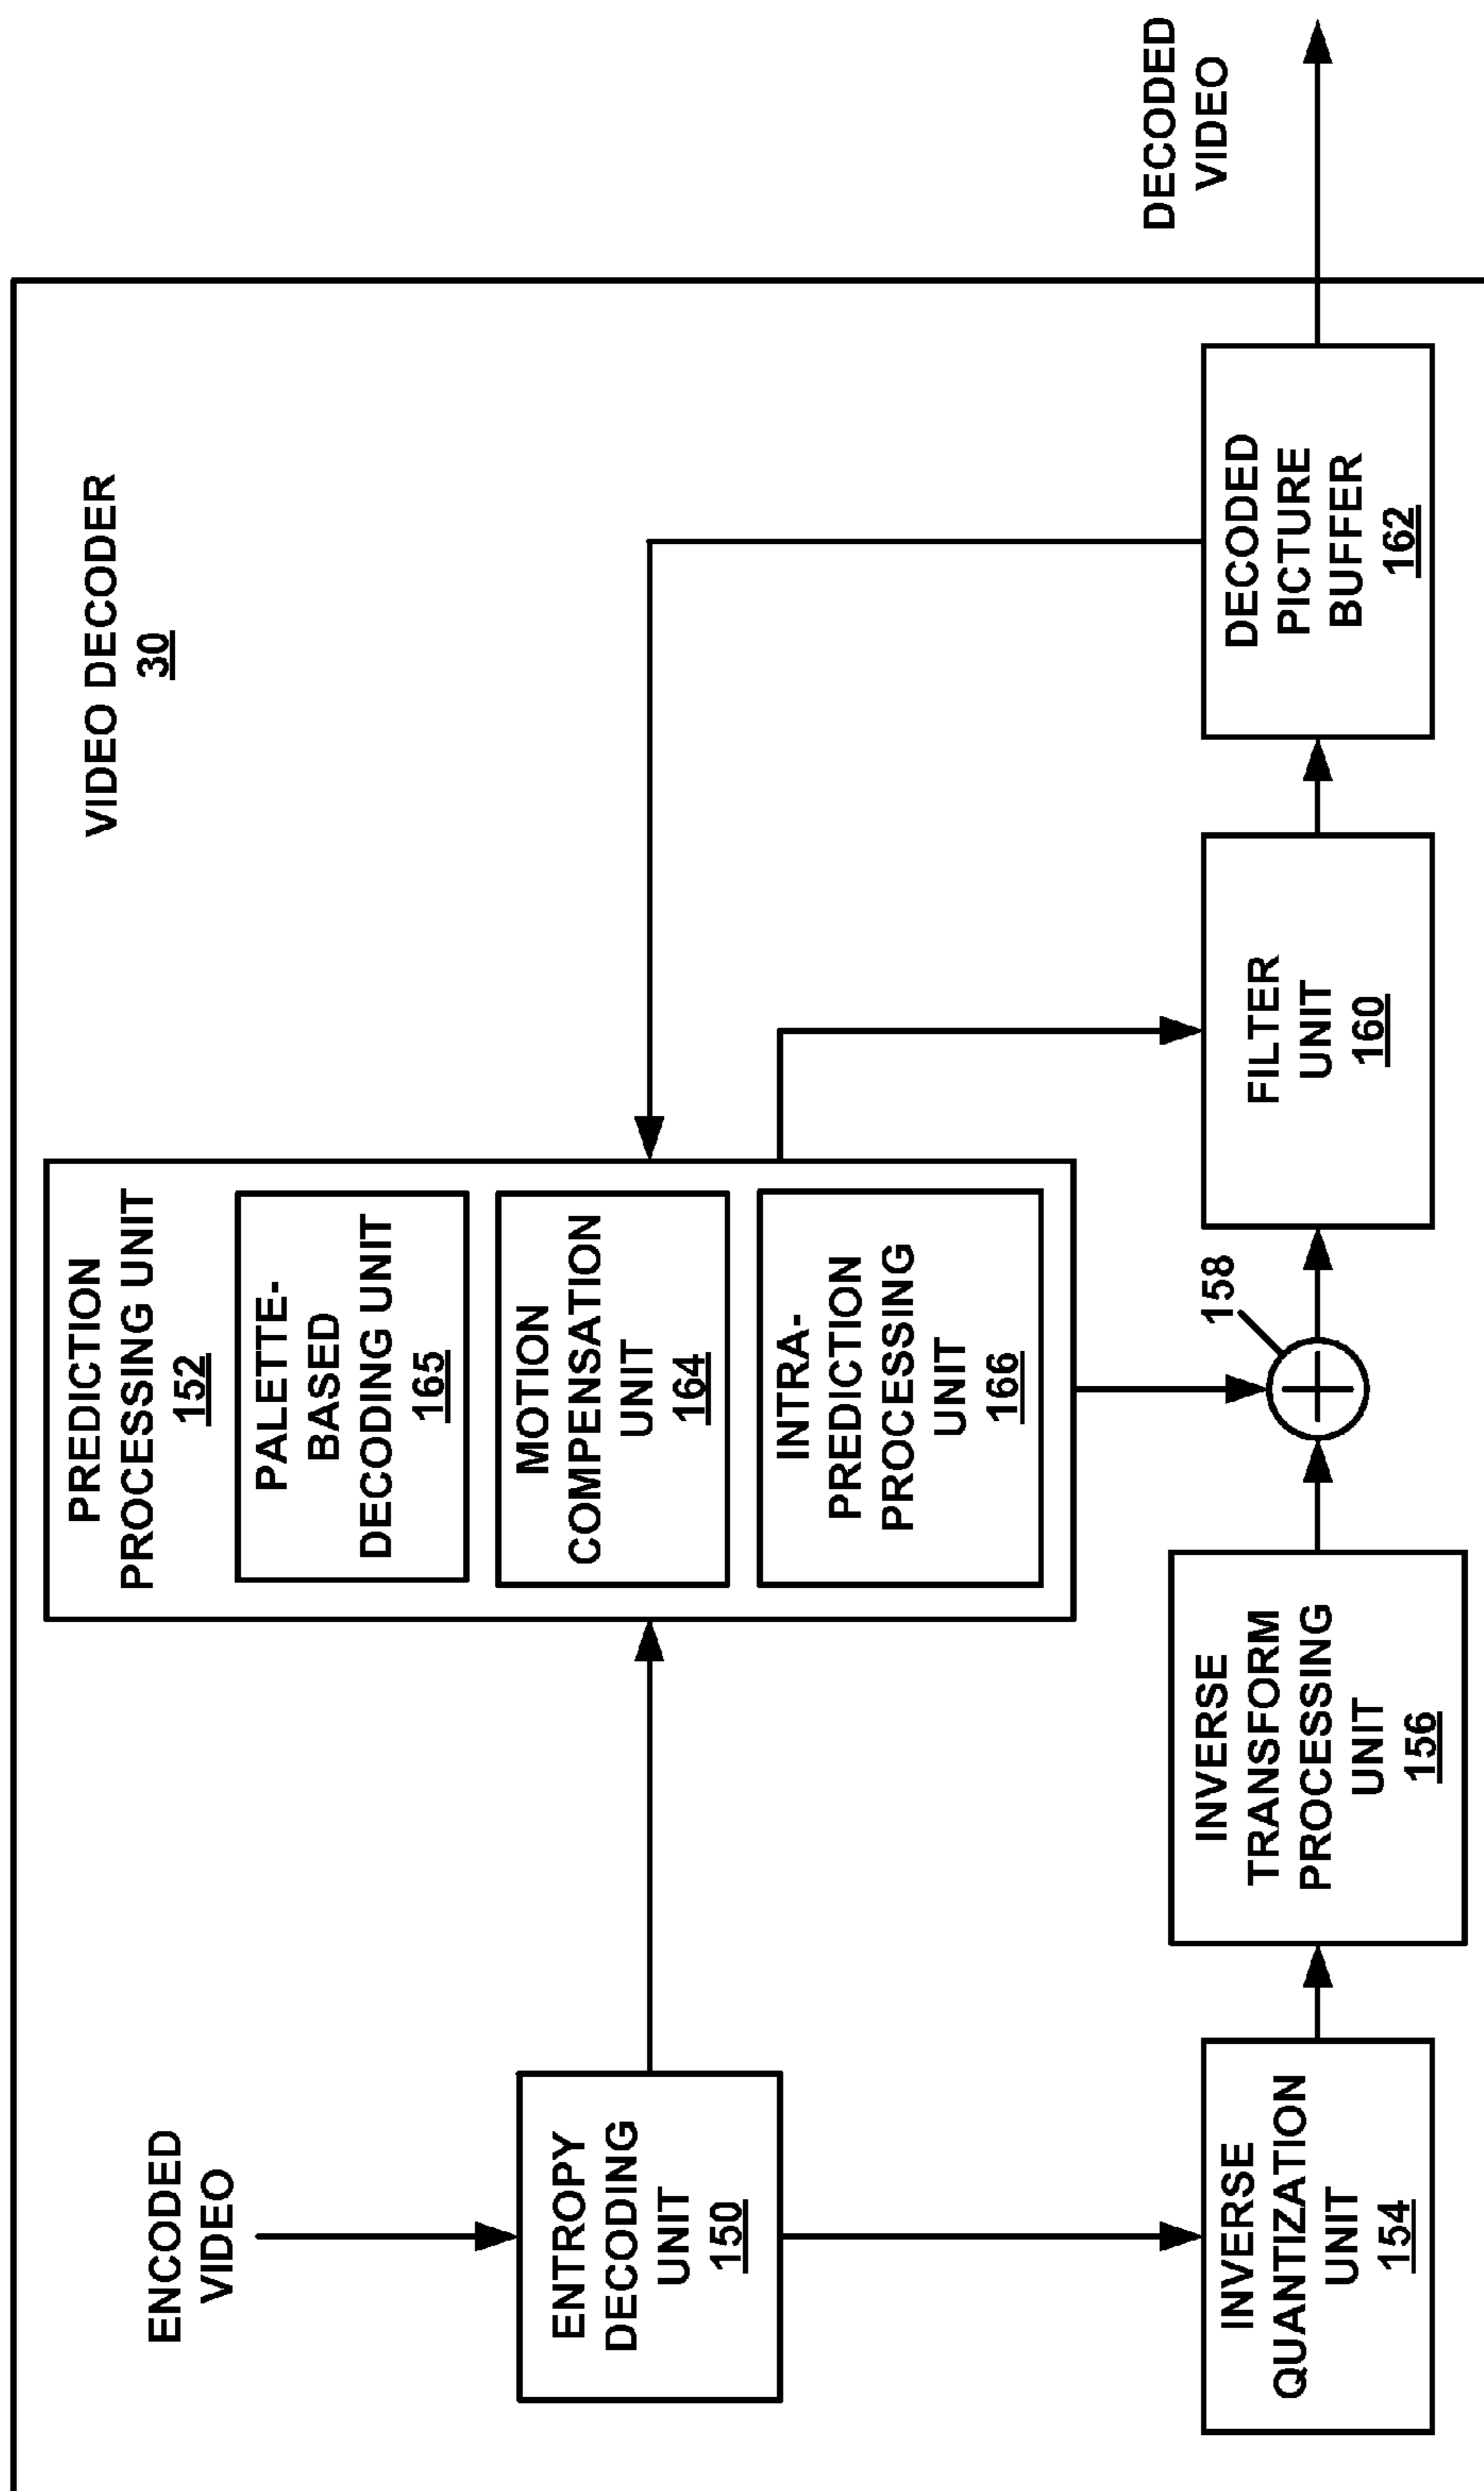 VIDEO DECODER
30
ENCODED
VIDEO
ENTROPY
DECODING
UNIT
150
PREDICTION
PROCESSING UNIT
152
PALETTE-
BASED
DECODING UNIT
165
MOTION
COMPENSATION
UNIT
164
INTRA-
PREDICTION
PROCESSING
UNIT
166
INVERSE
QUANTIZATION
UNIT
154
INVERSE
TRANSFORM
PROCESSING
UNIT
156
158
FILTER
UNIT
160
DECODED
PICTURE
BUFFER
162
DECODED
VIDEO